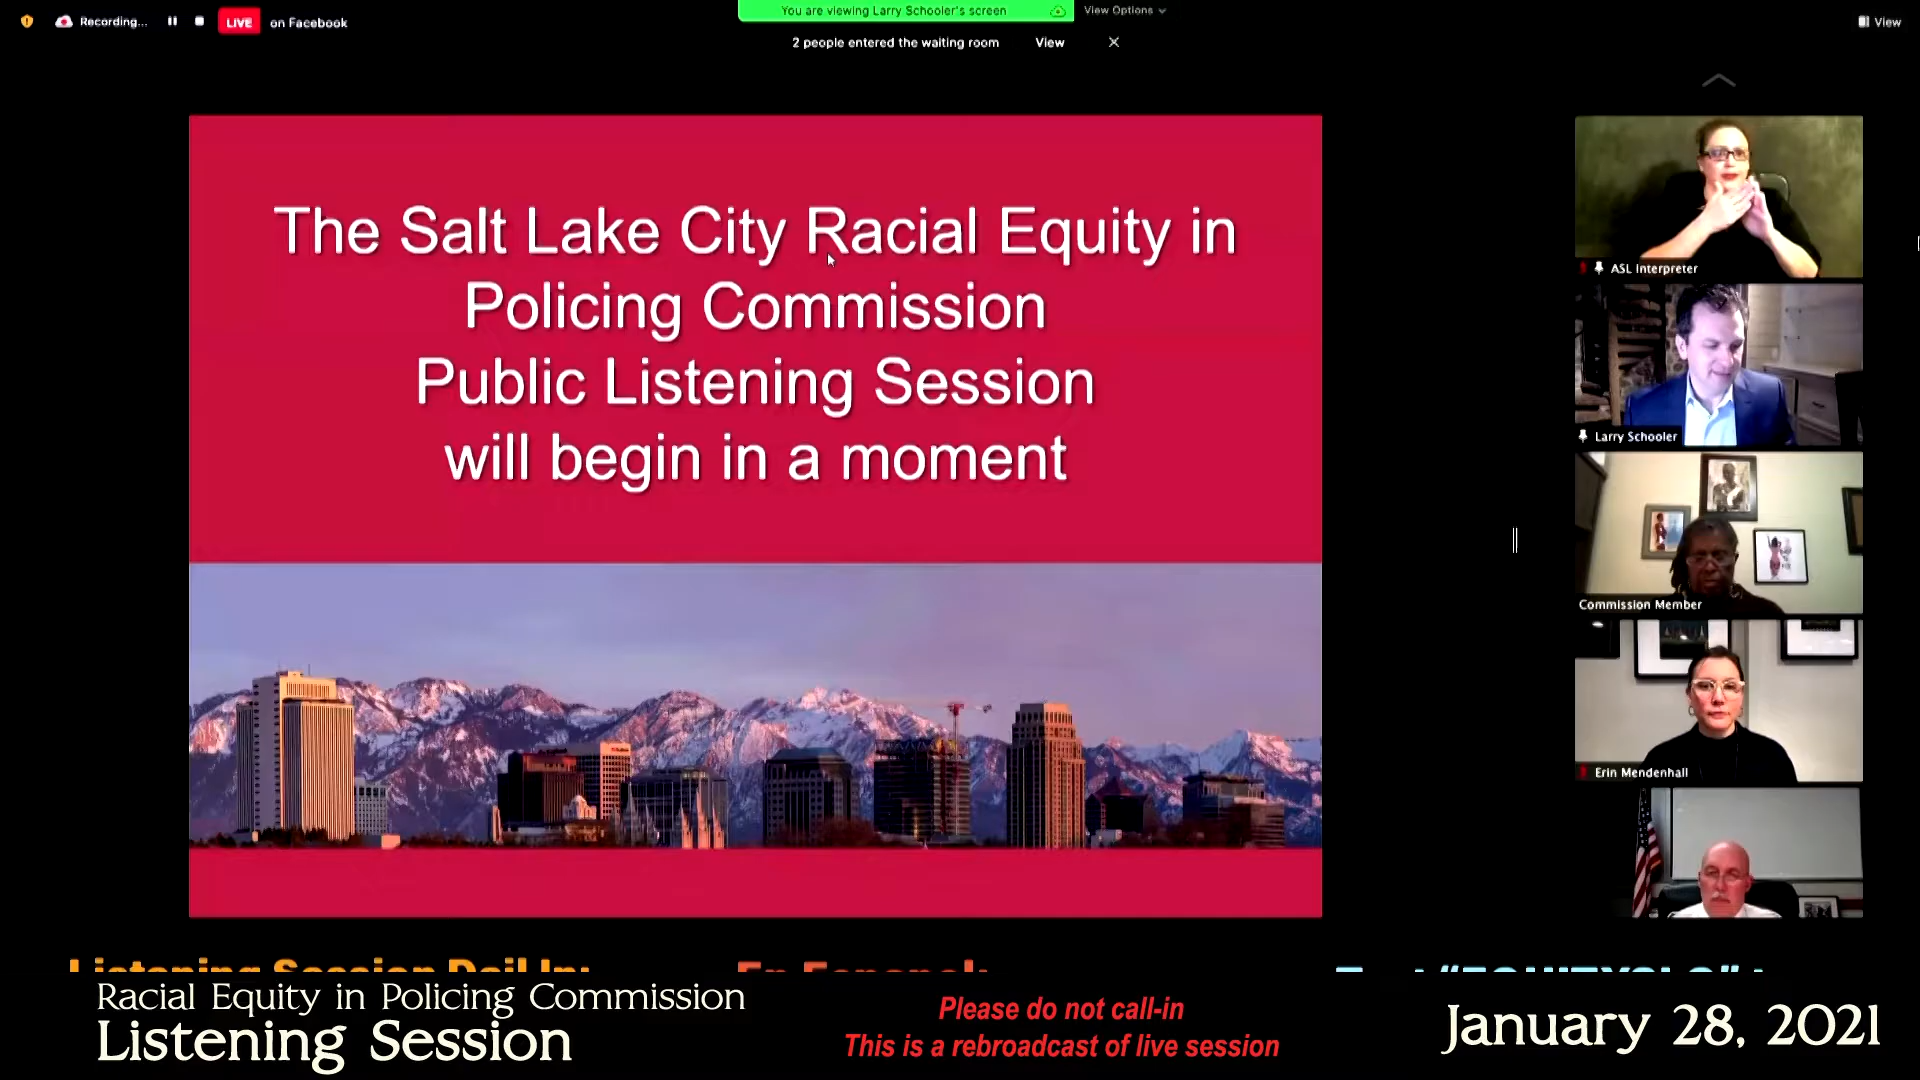 Recording...
LIVE on Facebook
You are viewing Larry Schooler's screen
View Options
View
2 people entered the waiting room
View
The Salt Lake City Racial Equity in
Policing Commission
Public Listening Session
will begin in a moment
ASL Interpreter
Larry Schooler
Commission Member
Erin Mendenhall
Listening Session
En
Racial Equity in Policing Commission
Listening Session
Please do not call-in
This is a rebroadcast of live session
January 28, 2021